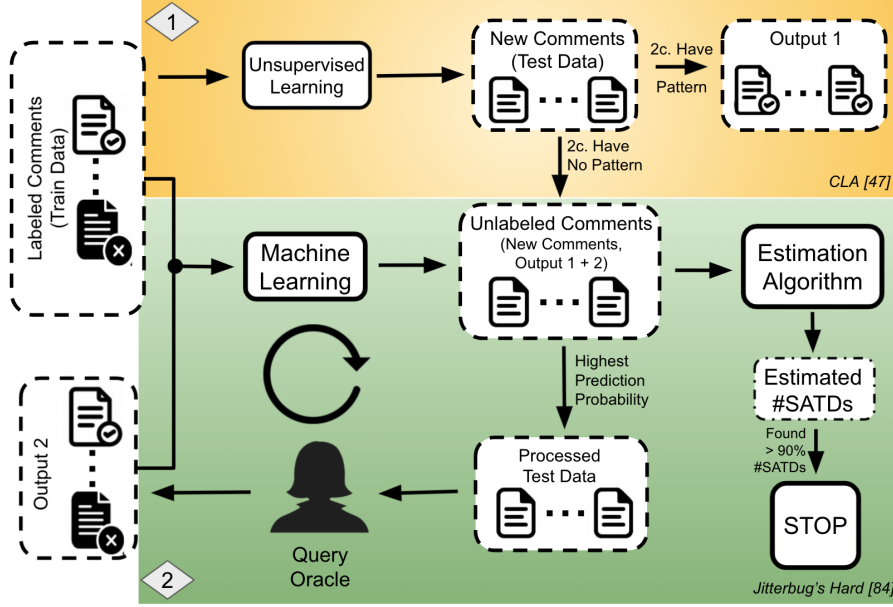 1
Labeled Comments
(Train Data)
Unsupervised
Learning
New Comments
(Test Data)
2c. Have
Pattern
Output 1
2c. Have
No Pattern
CLA [47]
Machine
Learning
Unlabeled Comments
(New Comments,
Output 1 + 2)
Estimation
Algorithm
Highest
Prediction
Probability
Estimated
#SATDs
Found
> 90%
#SATDs
Output 2
Processed
Test Data
Query
Oracle
STOP
2
Jitterbug's Hard [84]